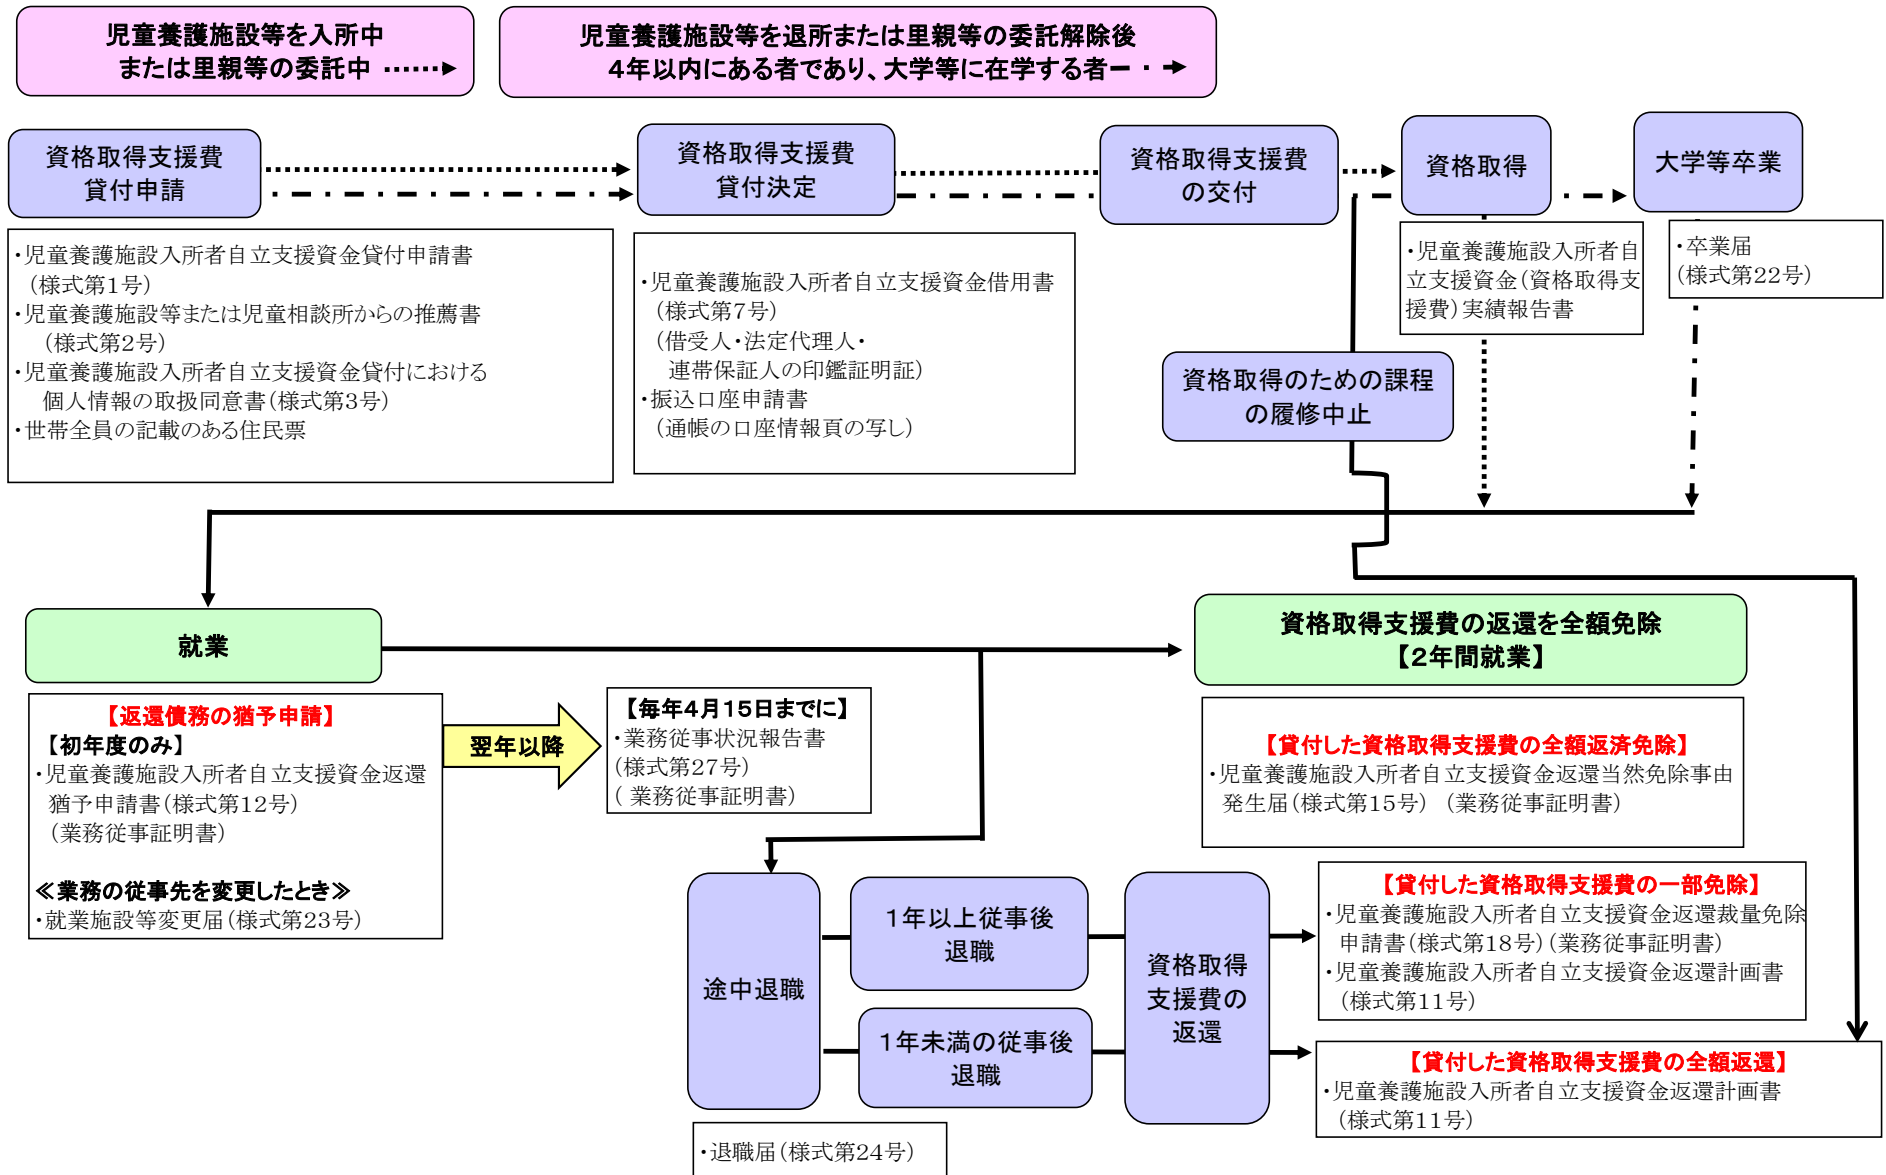 児童養護施設等を入所中
または里親等の委託中
児童養護施設等を退所または里親等の委託解除後
4年以内にある者であり、大学等に在学する者
資格取得支援費
貸付申請
資格取得支援費
貸付決定
資格取得支援費
の交付
資格取得
大学等卒業
・児童養護施設入所者自立支援資金貸付申請書
(様式第1号)
・児童養護施設等または児童相談所からの推薦書
(様式第2号)
・児童養護施設入所者自立支援資金貸付における
個人情報の取扱同意書(様式第3号)
・世帯全員の記載のある住民票
・児童養護施設入所者自立支援資金借用書
(様式第7号)
(借受人・法定代理人・
連帯保証人の印鑑証明証)
・振込口座申請書
(通帳の口座情報頁の写し)
・児童養護施設入所者自
立支援資金(資格取得支
援費)実績報告書
・卒業届
(様式第22号)
資格取得のための課程
の履修中止
就業
資格取得支援費の返還を全額免除
【2年間就業】
【返還債務の猶予申請】
【初年度のみ】
・児童養護施設入所者自立支援資金返還
猶予申請書(様式第12号)
(業務従事証明書)
≪業務の従事先を変更したとき≫
・就業施設等変更届(様式第23号)
翌年以降
【毎年4月15日までに】
・業務従事状況報告書
(様式第27号)
( 業務従事証明書)
【貸付した資格取得支援費の全額返済免除】
・児童養護施設入所者自立支援資金返還当然免除事由
発生届(様式第15号) (業務従事証明書)
途中退職
1年以上従事後
退職
1年未満の従事後
退職
資格取得
支援費の
返還
【貸付した資格取得支援費の一部免除】
・児童養護施設入所者自立支援資金返還裁量免除
申請書(様式第18号)(業務従事証明書)
・児童養護施設入所者自立支援資金返還計画書
(様式第11号)
【貸付した資格取得支援費の全額返還】
・児童養護施設入所者自立支援資金返還計画書
(様式第11号)
・退職届(様式第24号)